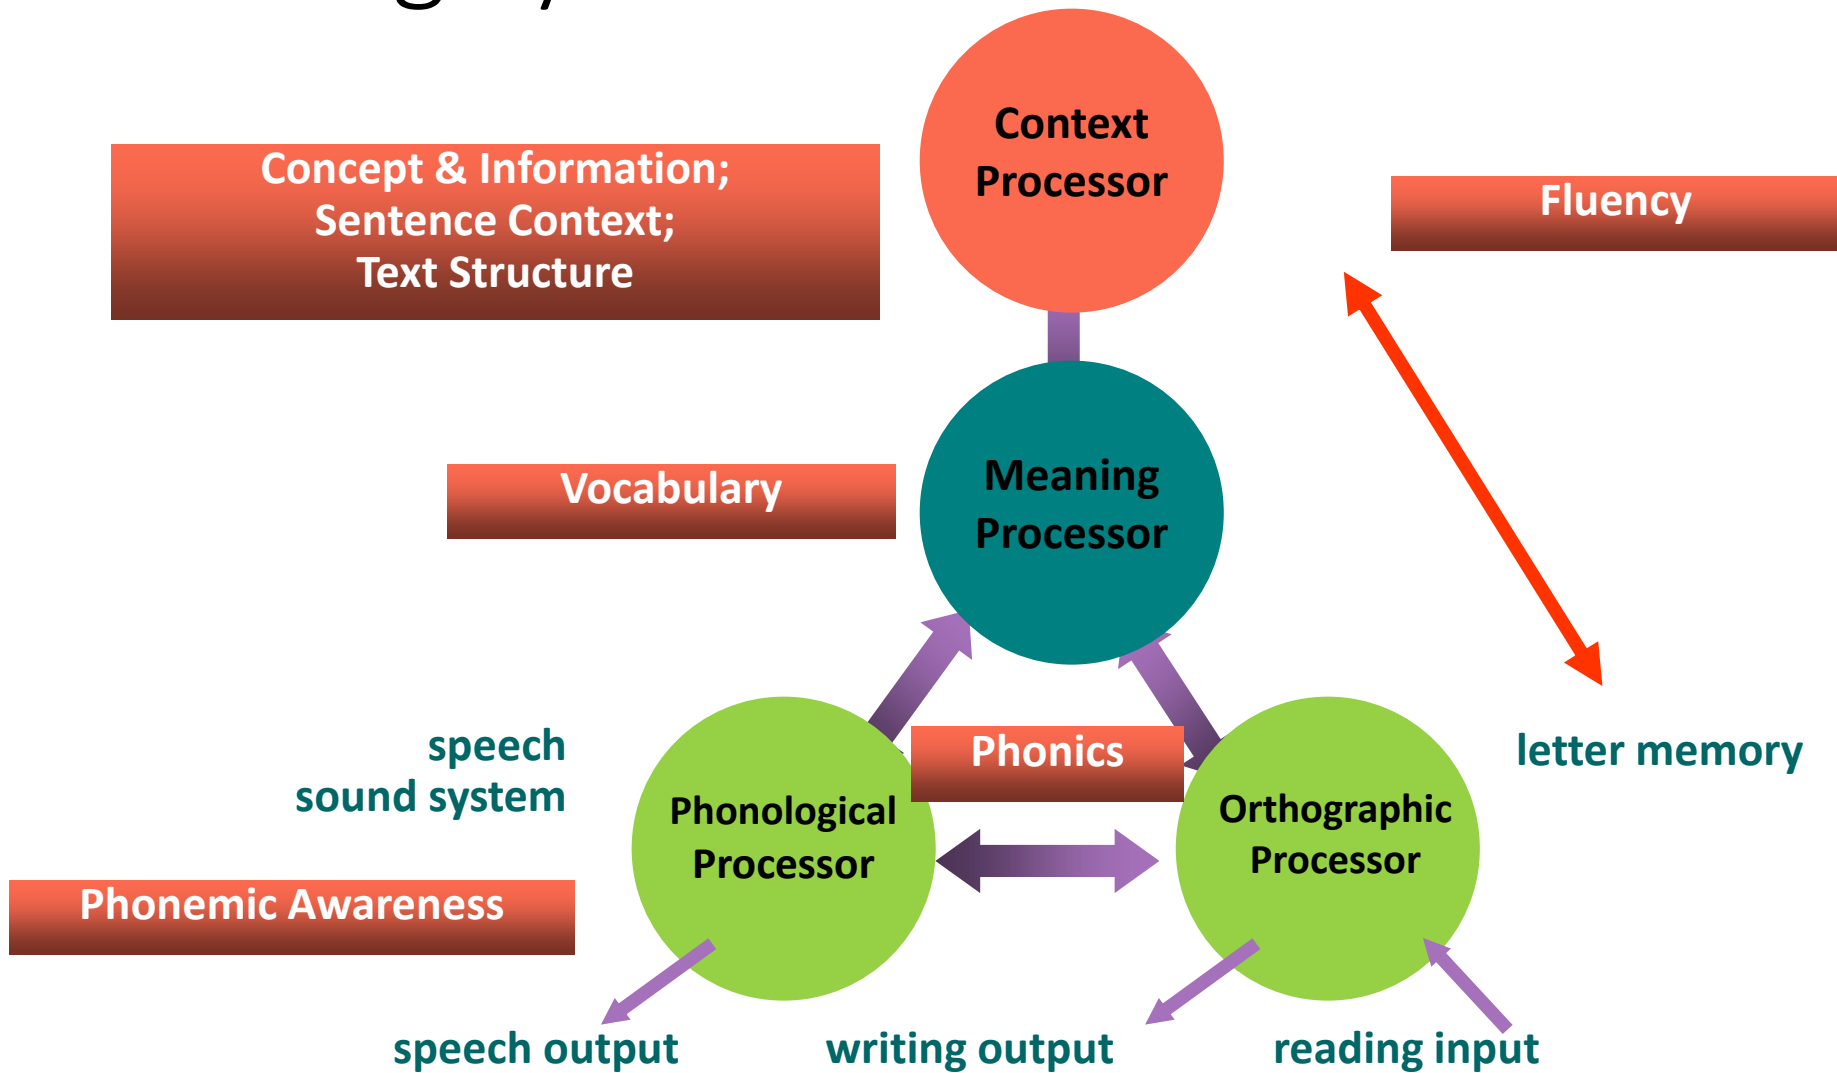 Context
Processor
Concept & Information;
Sentence Context;
Text Structure
Fluency
Vocabulary
Meaning
Processor
speech
sound system
Phonics
letter memory
Phonological
Processor
Orthographic
Processor
Phonemic Awareness
speech output
writing output
reading input